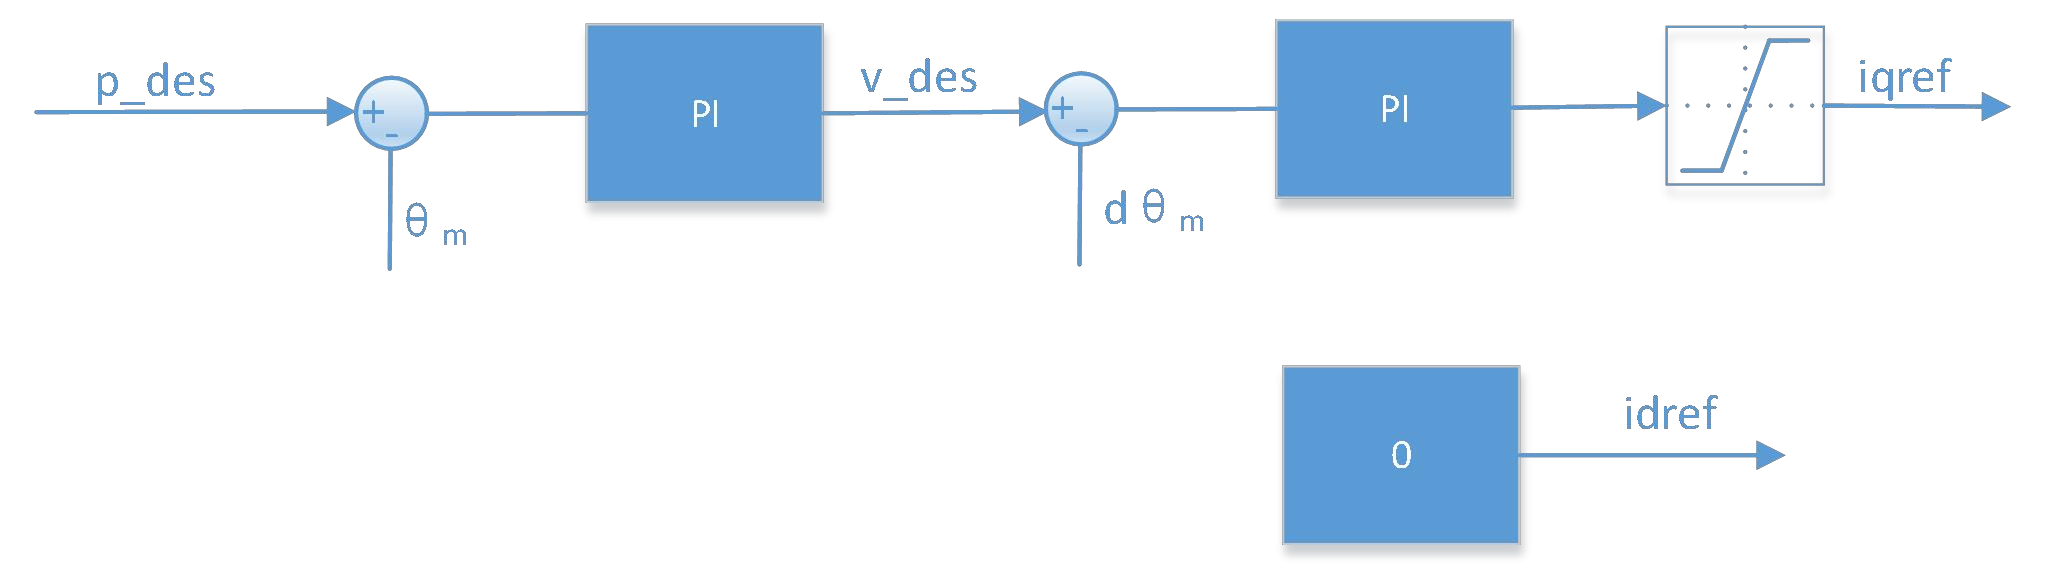 p_des
+
-
θ m
PI
v_des
+
-
d θ m
PI
iqref
0
idref